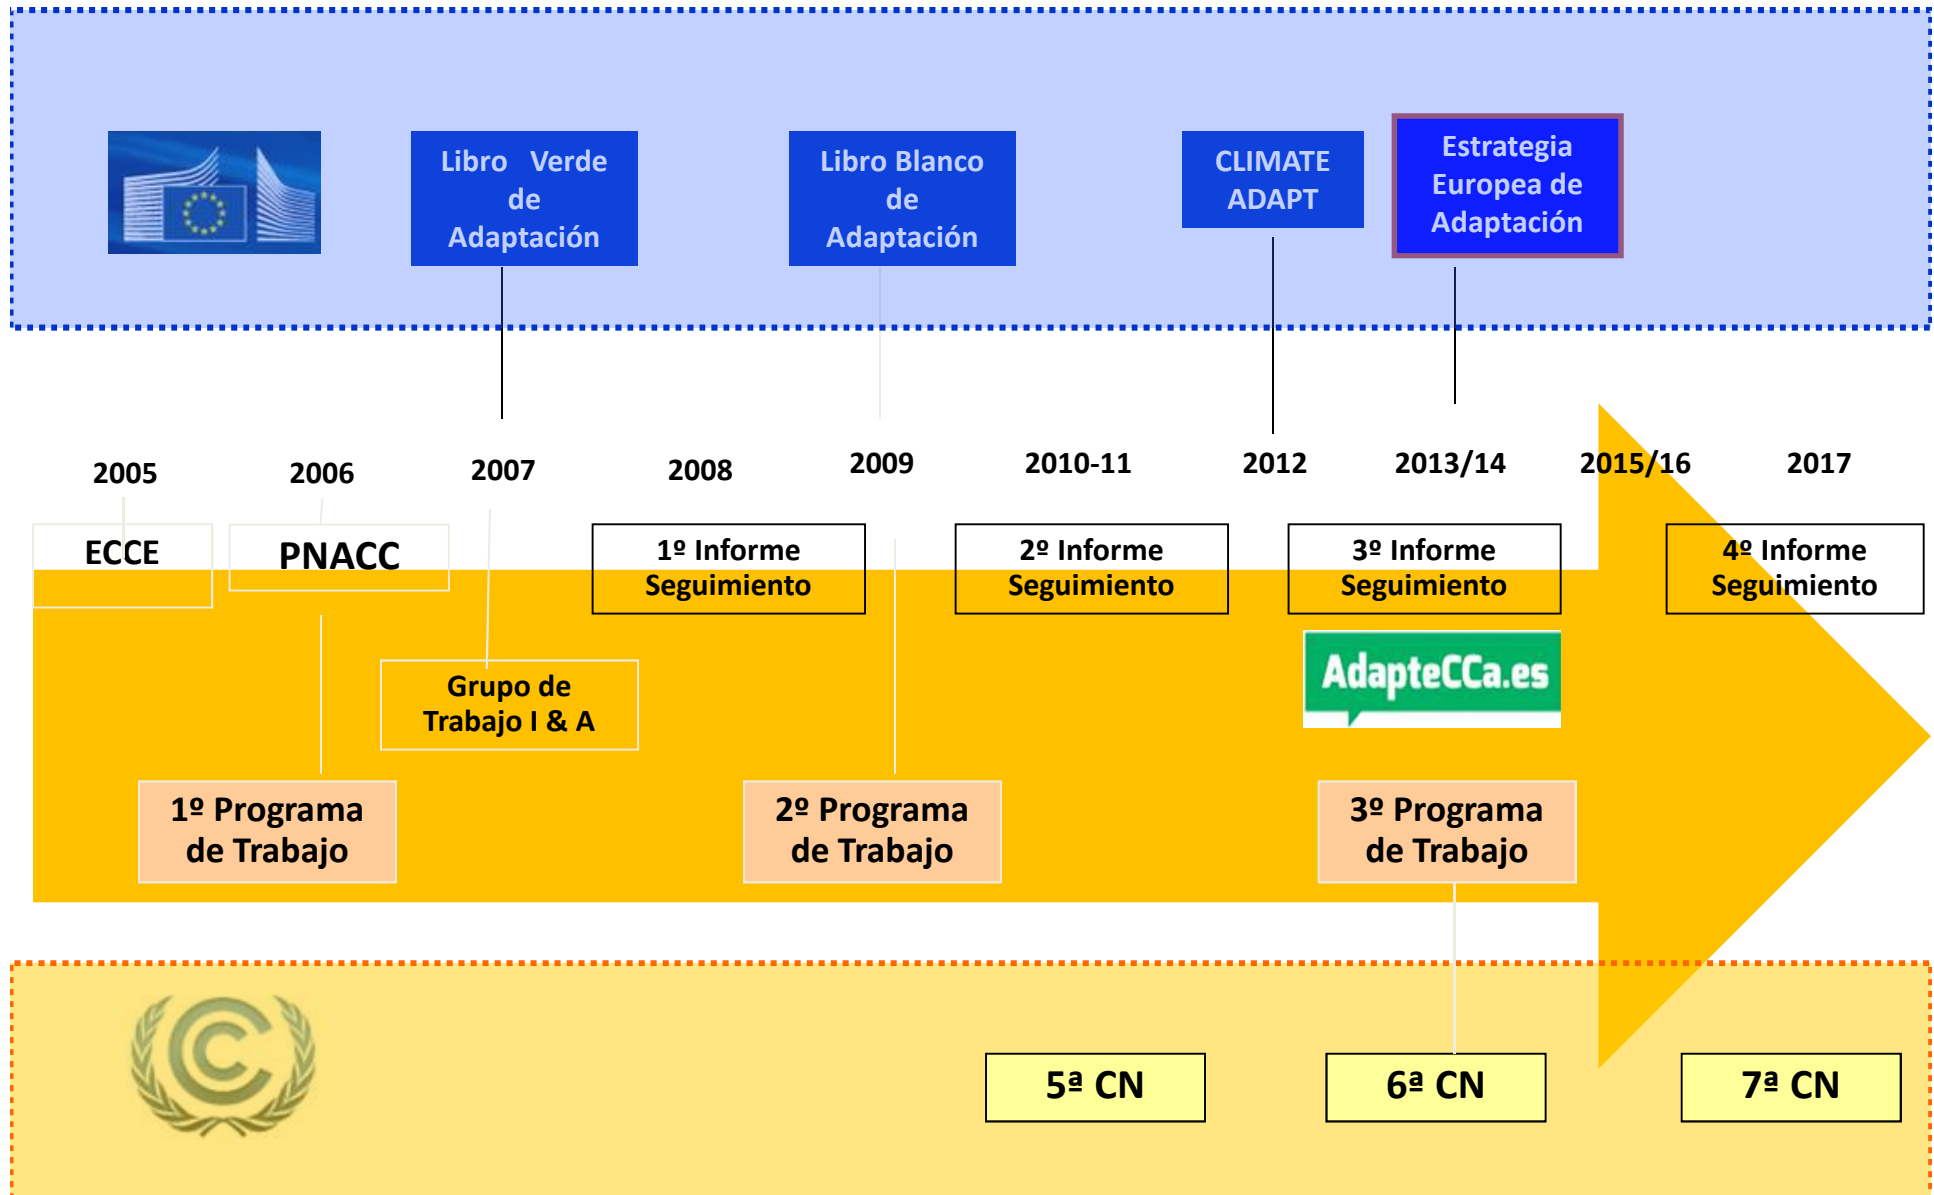 Libro Verde
de
Adaptación
Libro Blanco
de
Adaptación
CLIMATE
ADAPT
Estrategia
Europea de
Adaptación
2005
2006
2007
2008
2009
2010-11
2012
2013/14
2015/16
2017
ECCE
PNACC
1º Informe
Seguimiento
2º Informe
Seguimiento
3º Informe
Seguimiento
4º Informe
Seguimiento
Grupo de
Trabajo I & A
AdapteCCa.es
1º Programa
de Trabajo
2º Programa
de Trabajo
3º Programa
de Trabajo
5ª CN
6ª CN
7ª CN